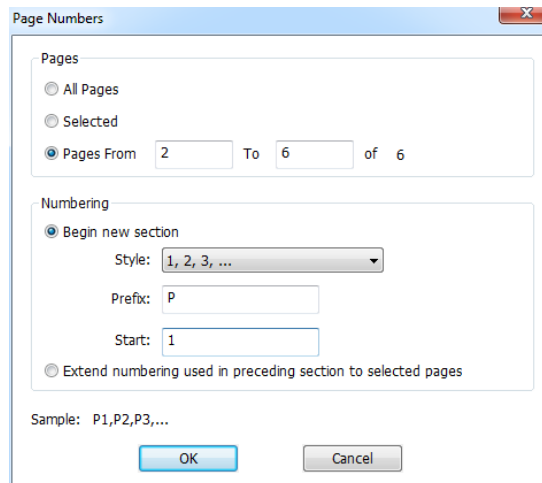 Page Numbers
Pages
All Pages
Selected
Pages From 2 To 6 of 6
Numbering
Begin new section
Style: 1, 2, 3, ...
Prefix: P
Start: 1
Extend numbering used in preceding section to selected pages
Sample: P1,P2,P3,...
OK Cancel